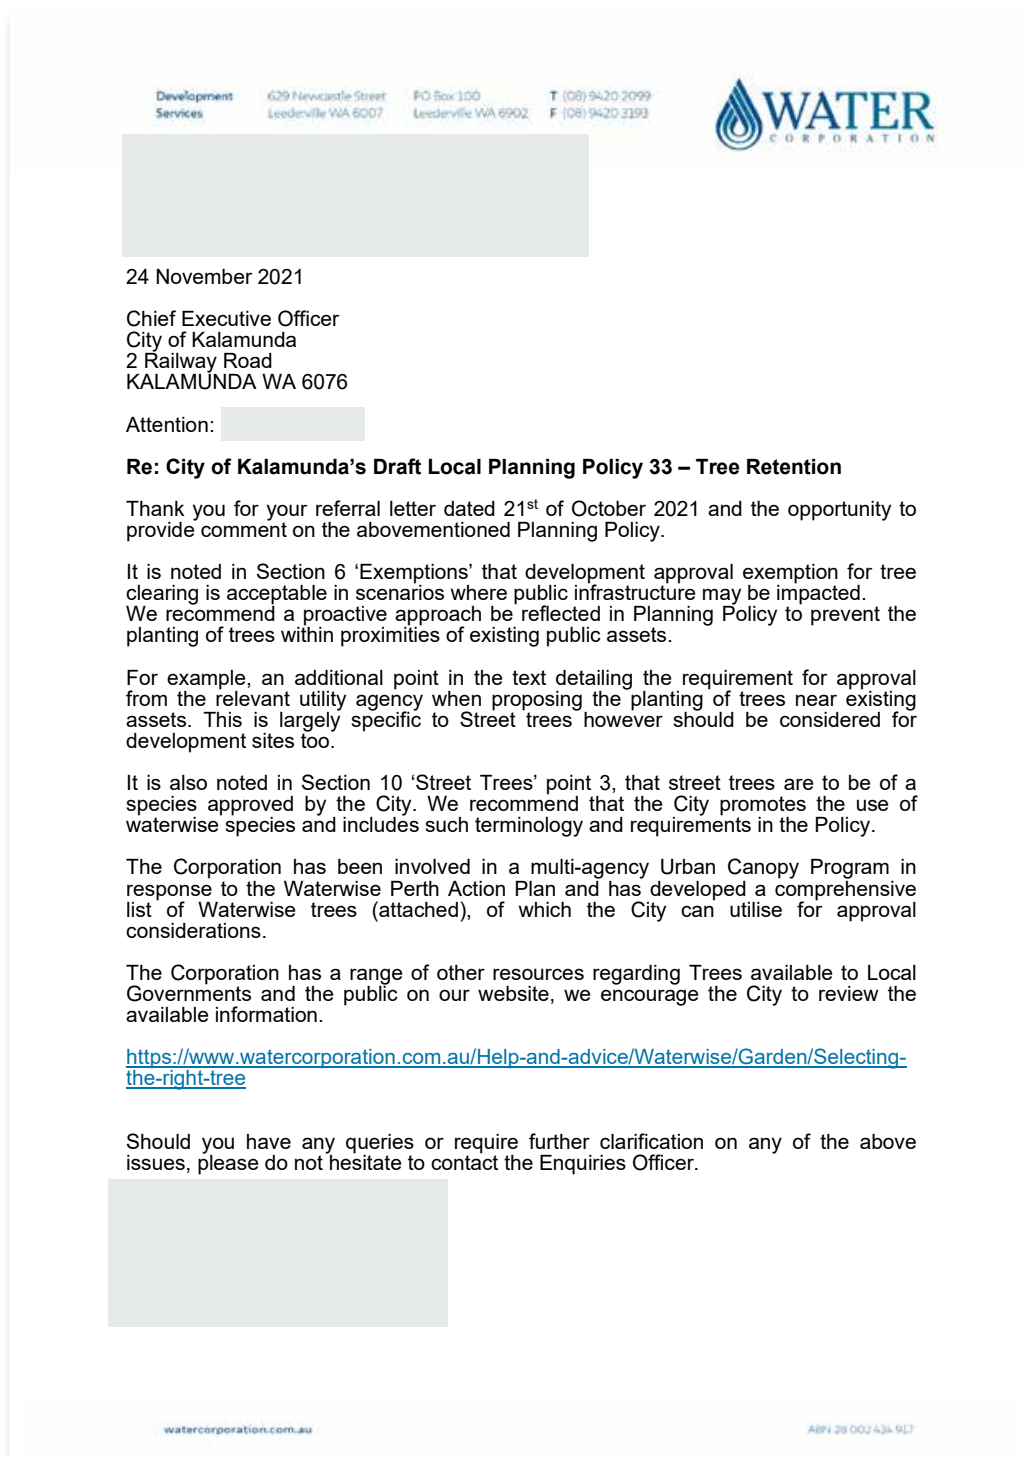 Development 629 Newcastle Street PO Box 100 T (08) 9420 2099
Services Leederville WA 6007 Leederville WA 6902 F (08) 9420 3193
WATER
CORPORATION
24 November 2021
Chief Executive Officer
City of Kalamunda
2 Railway Road
KALAMUNDA WA 6076
Attention:
Re: City of Kalamunda’s Draft Local Planning Policy 33 – Tree Retention
Thank you for your referral letter dated 21st of October 2021 and the opportunity to
provide comment on the abovementioned Planning Policy.
It is noted in Section 6 ‘Exemptions’ that development approval exemption for tree
clearing is acceptable in scenarios where public infrastructure may be impacted.
We recommend a proactive approach be reflected in Planning Policy to prevent the
planting of trees within proximities of existing public assets.
For example, an additional point in the text detailing the requirement for approval
from the relevant utility agency when proposing the planting of trees near existing
assets. This is largely specific to Street trees however should be considered for
development sites too.
It is also noted in Section 10 ‘Street Trees’ point 3, that street trees are to be of a
species approved by the City. We recommend that the City promotes the use of
waterwise species and includes such terminology and requirements in the Policy.
The Corporation has been involved in a multi-agency Urban Canopy Program in
response to the Waterwise Perth Action Plan and has developed a comprehensive
list of Waterwise trees (attached), of which the City can utilise for approval
considerations.
The Corporation has a range of other resources regarding Trees available to Local
Governments and the public on our website, we encourage the City to review the
available information.
https://www.watercorporation.com.au/Help-and-advice/Waterwise/Garden/Selecting-
the-right-tree
Should you have any queries or require further clarification on any of the above
issues, please do not hesitate to contact the Enquiries Officer.
watercorporation.com.au ABN 28 002 434 917